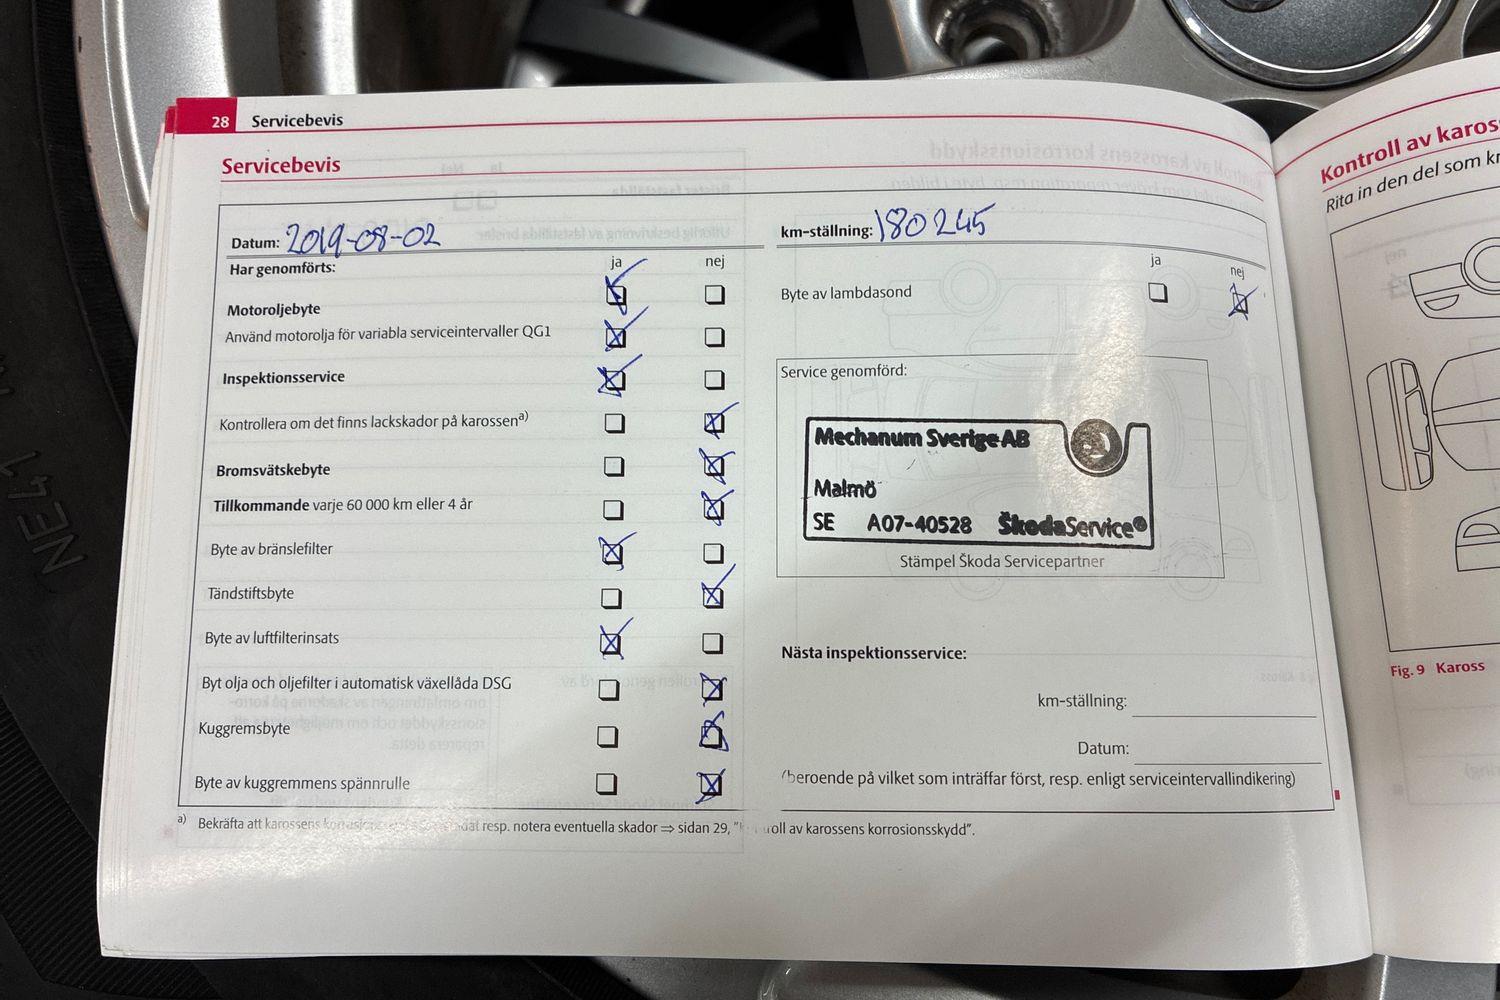 28 Servicebevis
Servicebevis
Datum: 2019-08-02
Har genomförts:
ja nej
Motoroljebyte
Använd motorolja för variabla serviceintervaller QG1
Inspektionsservice
Kontrollera om det finns lackskador på karossen a)
Bromsvätskebyte
Tillkommande varje 60 000 km eller 4 år
Byte av bränslefilter
Tändstiftsbyte
Byte av luftfilterinsats
Byt olja och oljefilter i automatisk växellåda DSG
Kuggremsbyte
Byte av kuggremmens spännrulle
km-ställning: 180245
ja nej
Byte av lambdasond
Service genomförd:
Mechanum Sverige AB
Malmö
SE A07-40528 ŠkodaService®
Stämpel Škoda Servicepartner
Nästa inspektionsservice:
km-ställning:
Datum:
(beroende på vilket som inträffar först, resp. enligt serviceintervallindikering)
a) Bekräfta att karossens resp. notera eventuella skador ⇒ sidan 29, av karossens korrosionsskydd”.
Kontroll av karos
Rita in den del som
Fig. 9 Kaross